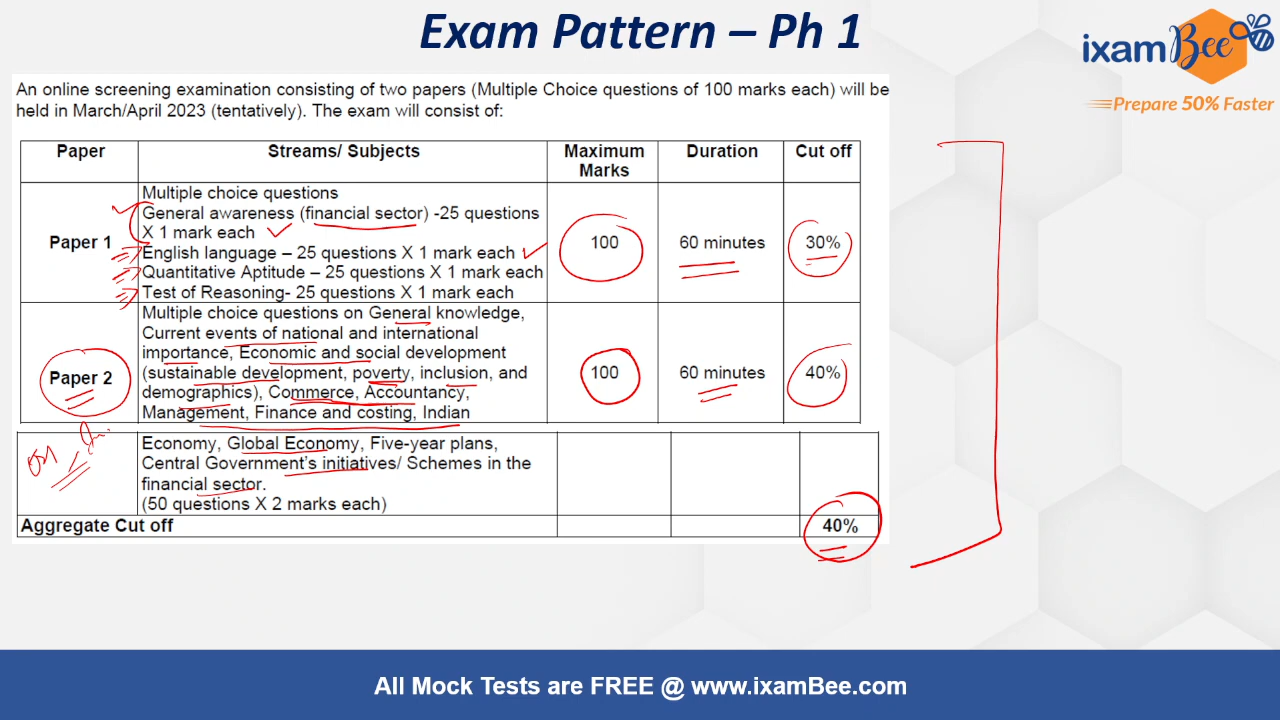 Exam Pattern – Ph 1
ixamBee
Prepare 50% Faster
An online screening examination consisting of two papers (Multiple Choice questions of 100 marks each) will be
held in March/April 2023 (tentatively). The exam will consist of:
Paper Streams/ Subjects Maximum Marks Duration Cut off
Paper 1
Multiple choice questions
General awareness (financial sector) -25 questions
X 1 mark each
English language – 25 questions X 1 mark each
Quantitative Aptitude – 25 questions X 1 mark each
Test of Reasoning- 25 questions X 1 mark each
100 60 minutes 30%
Paper 2
Multiple choice questions on General knowledge,
Current events of national and international
importance, Economic and social development
(sustainable development, poverty, inclusion, and
demographics), Commerce, Accountancy,
Management, Finance and costing, Indian
100 60 minutes 40%
Economy, Global Economy, Five-year plans,
Central Government's initiatives/ Schemes in the
financial sector.
(50 questions X 2 marks each)
Aggregate Cut off 40%
All Mock Tests are FREE @ www.ixamBee.com